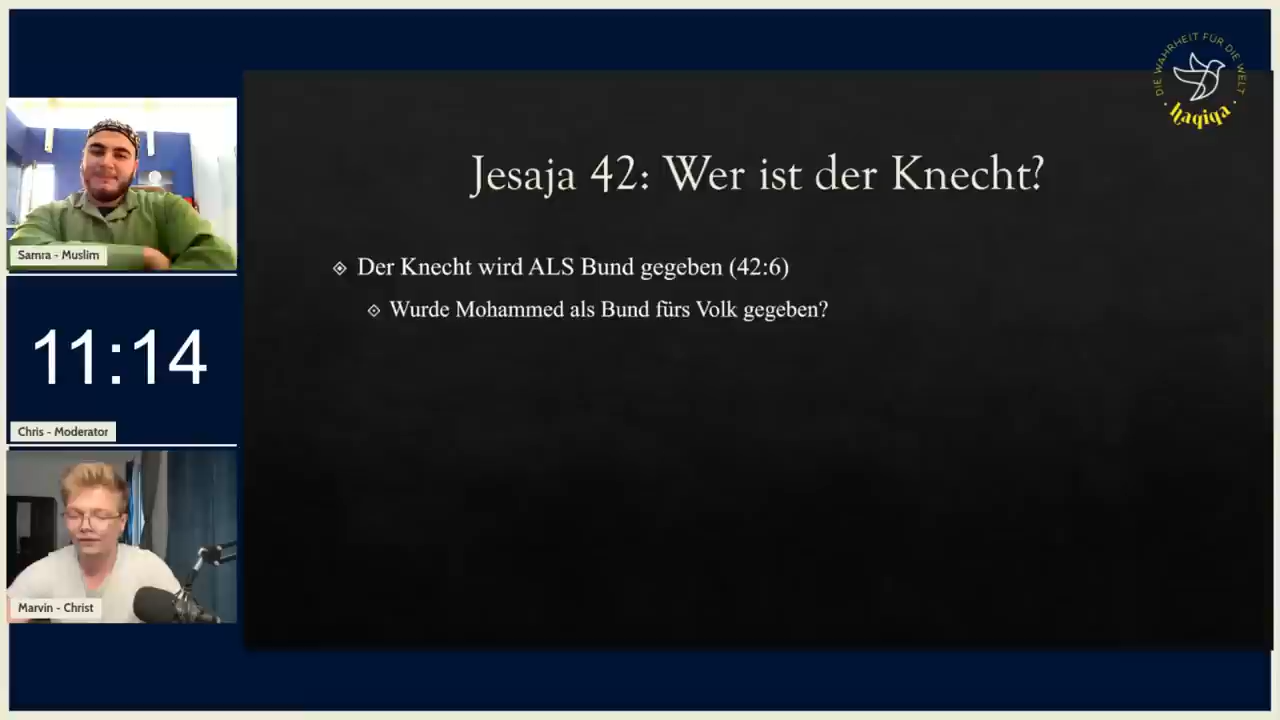 DIE WAHRHEIT FÜR DIE WELT
haqiqa
Jesaja 42: Wer ist der Knecht?
Der Knecht wird ALS Bund gegeben (42:6)
Wurde Mohammed als Bund fürs Volk gegeben?
Samra - Muslim
11:14
Chris - Moderator
Marvin - Christ